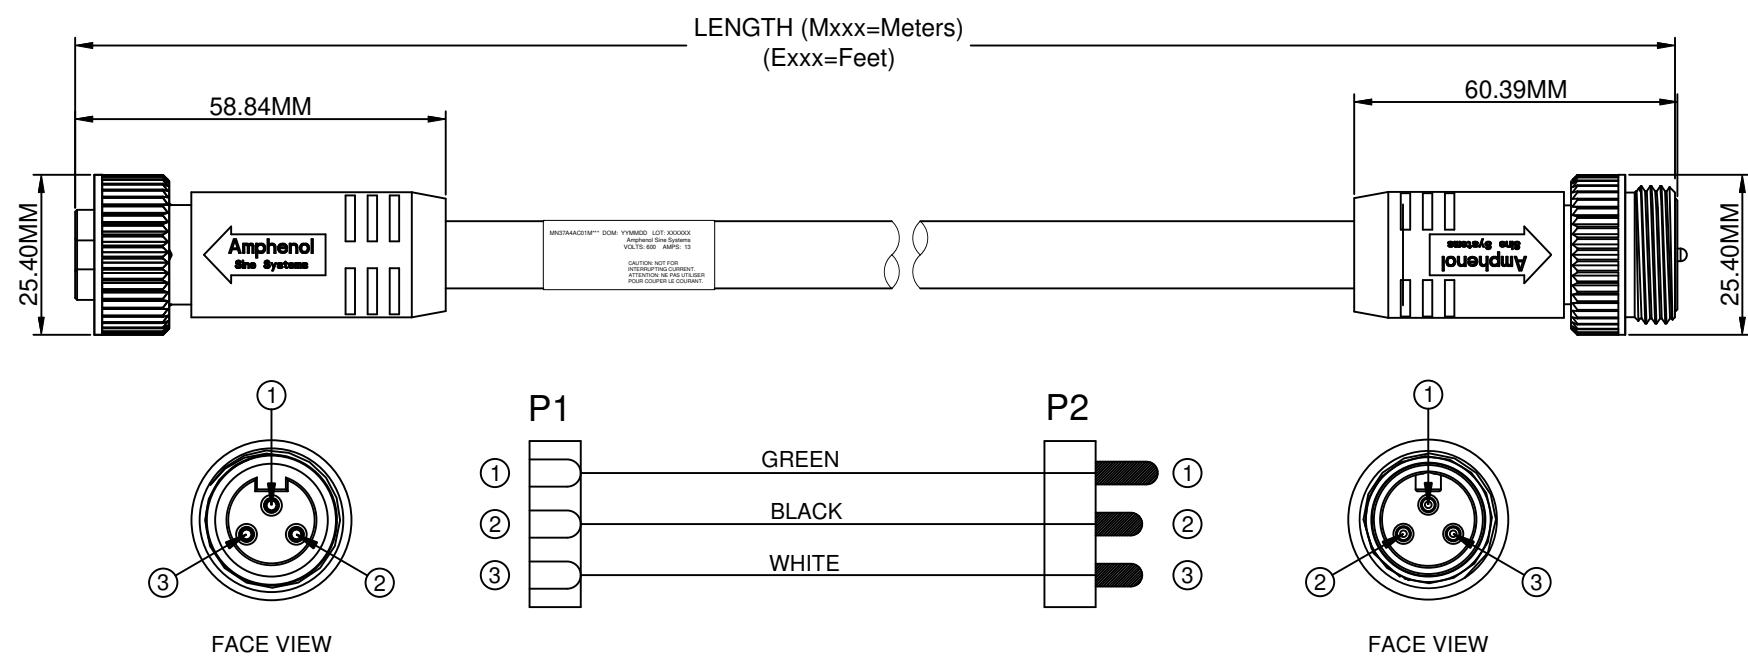 LENGTH (Mxxx=Meters)
(Exxx=Feet)
58.84MM
60.39MM
25.40MM
25.40MM
Amphenol
Sine Systems
MN37A4AC01M*** DOM: YYMMDD LOT: XXXXXX
Amphenol Sine Systems
VOLTS: 600 AMPS: 13
CAUTION: NOT FOR
INTERRUPTING CURRENT.
ATTENTION: NE PAS UTILISER
POUR COUPER LE COURANT.
Amphenol
Sine Systems
1
3
2
FACE VIEW
P1
P2
1 GREEN 1
2 BLACK 2
3 WHITE 3
1
2
3
FACE VIEW